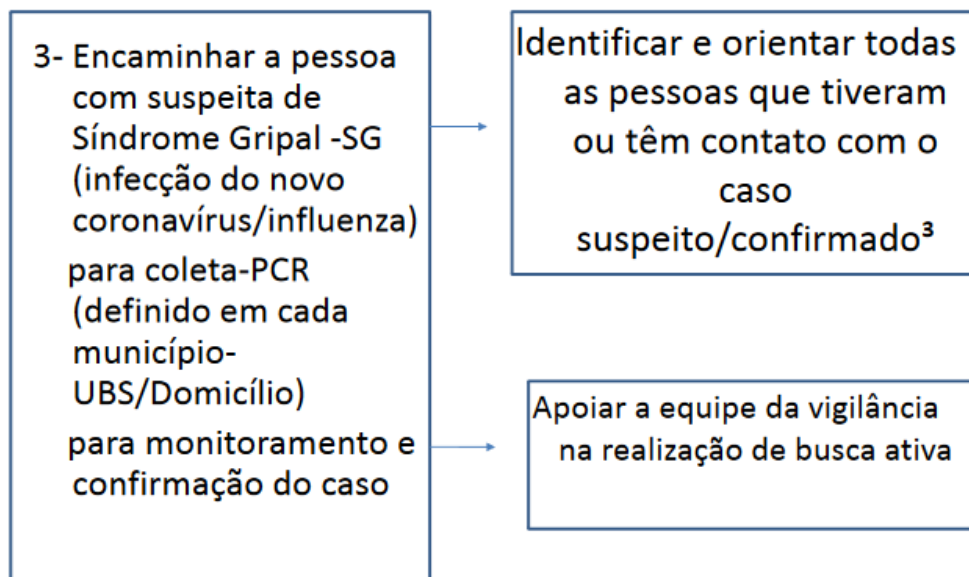 3- Encaminhar a pessoa
com suspeita de
Síndrome Gripal -SG
(infecção do novo
coronavírus/influenza)
para coleta-PCR
(definido em cada
município-
UBS/Domicílio)
para monitoramento e
confirmação do caso
Identificar e orientar todas
as pessoas que tiveram
ou têm contato com o
caso
suspeito/confirmado³
Apoiar a equipe da vigilância
na realização de busca ativa